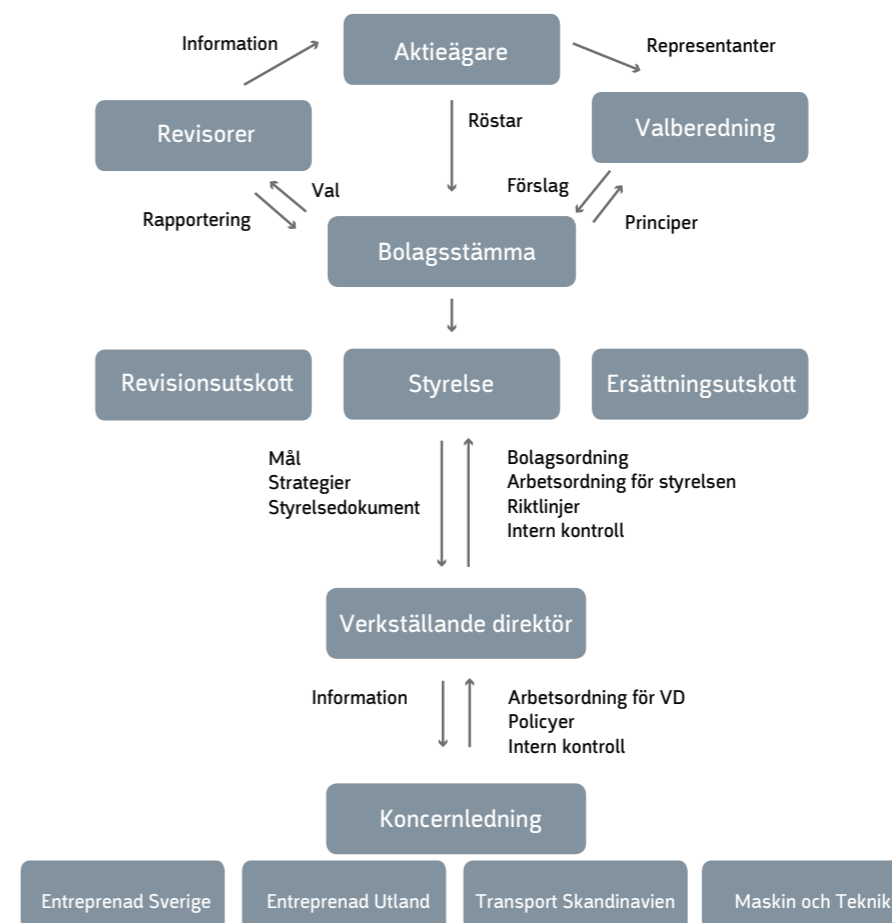 Information
Aktieägare
Representanter
Revisorer
Röstar
Valberedning
Val
Förslag
Rapportering
Principer
Bolagsstämma
Revisionsutskott
Styrelse
Ersättningsutskott
Mål
Strategier
Styrelsedokument
Bolagsordning
Arbetsordning för styrelsen
Riktlinjer
Intern kontroll
Verkställande direktör
Information
Arbetsordning för VD
Policyer
Intern kontroll
Koncernledning
Entreprenad Sverige
Entreprenad Utland
Transport Skandinavien
Maskin och Teknik